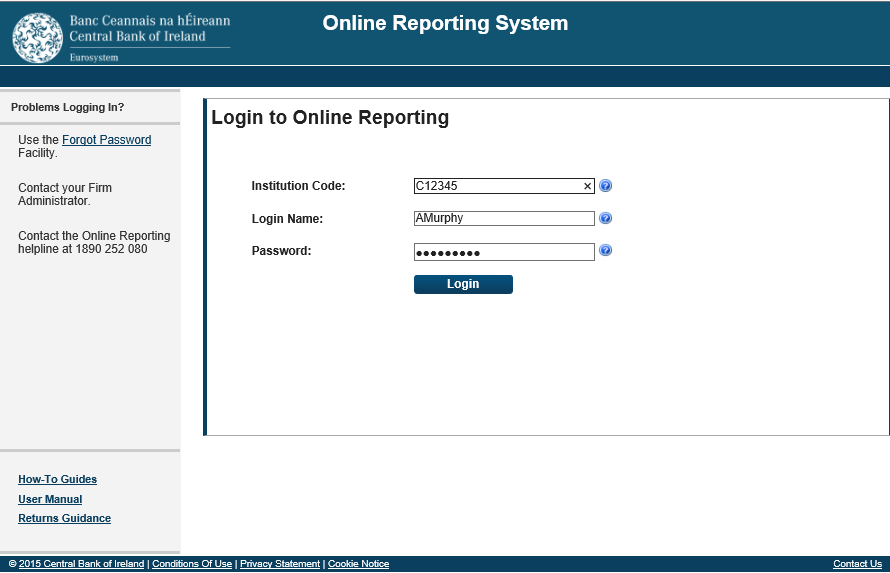 Banc Ceannais na hÉireann
Central Bank of Ireland
Eurosystem
Online Reporting System
Problems Logging In?
Use the Forgot Password
Facility.
Contact your Firm
Administrator.
Contact the Online Reporting
helpline at 1890 252 080
Login to Online Reporting
Institution Code: C12345 ×
Login Name: AMurphy
Password: •••••••••
Login
How-To Guides
User Manual
Returns Guidance
© 2015 Central Bank of Ireland | Conditions Of Use | Privacy Statement | Cookie Notice
Contact Us